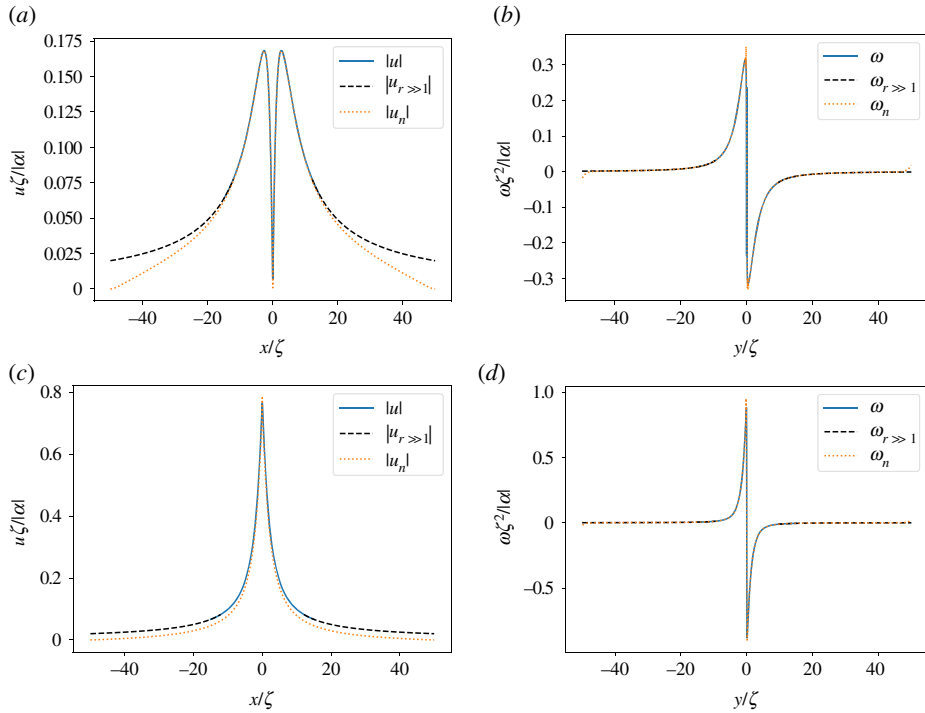 (a)
0.175
0.150
0.125
0.100
0.075
0.050
0.025
0
uζ/|α|
–40 –20 0 20 40
x/ζ
|u|
|u_{r≫1}|
|u_n|
(b)
0.3
0.2
0.1
0
–0.1
–0.2
–0.3
ωζ²/|α|
–40 –20 0 20 40
y/ζ
ω
ω_{r≫1}
ω_n
(c)
0.8
0.6
0.4
0.2
0
uζ/|α|
–40 –20 0 20 40
x/ζ
|u|
|u_{r≫1}|
|u_n|
(d)
1.0
0.5
0
–0.5
ωζ²/|α|
–40 –20 0 20 40
y/ζ
ω
ω_{r≫1}
ω_n